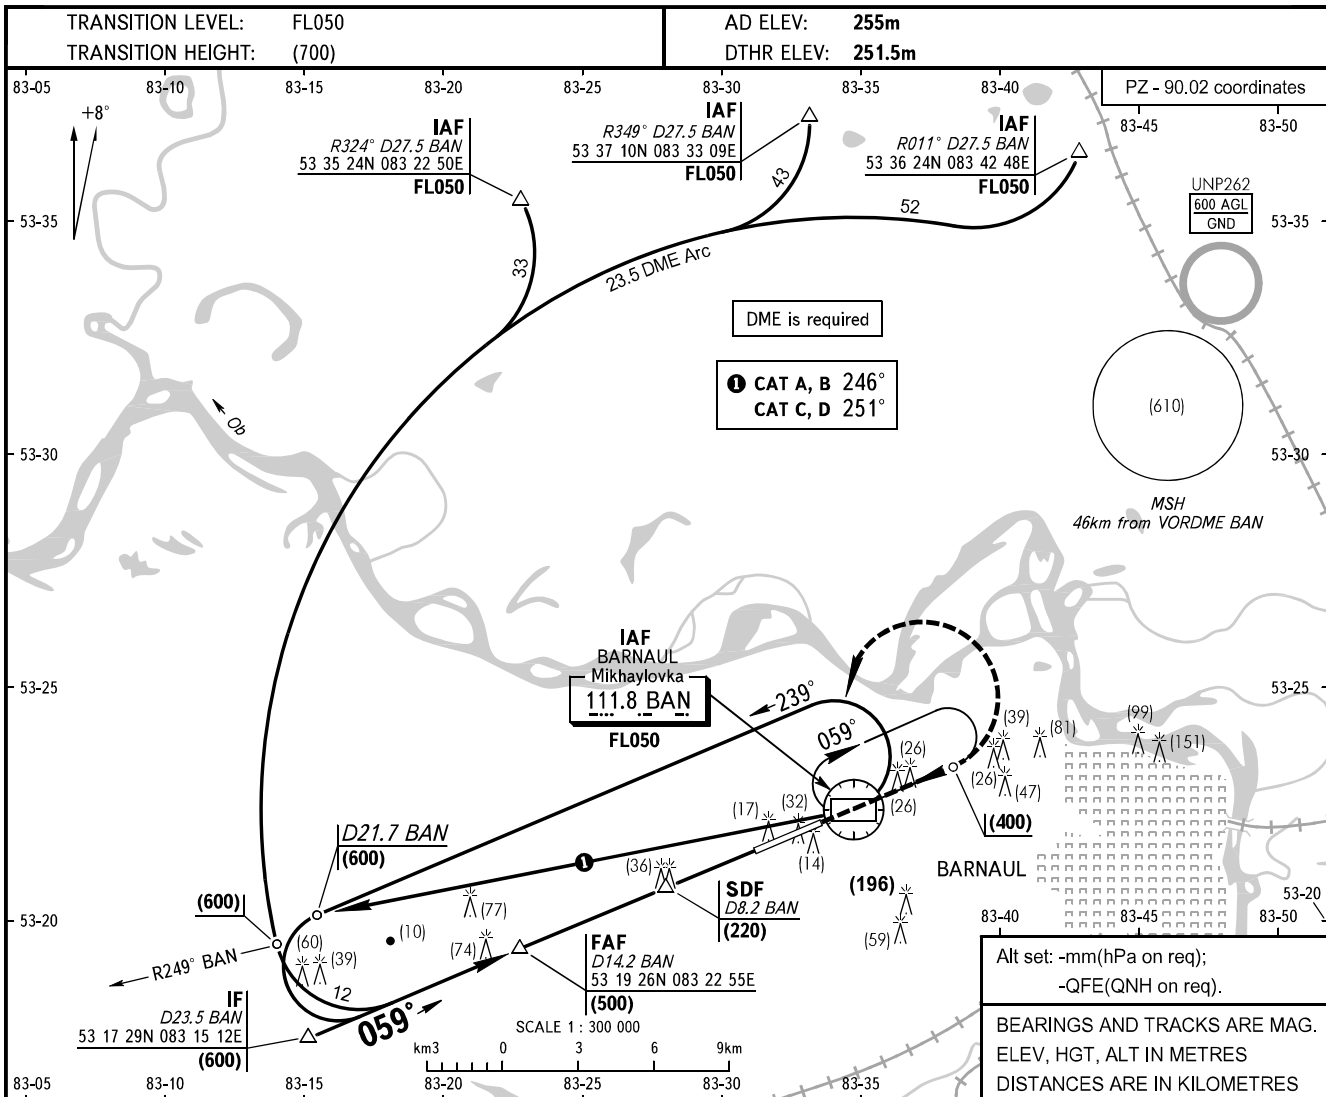 TRANSITION LEVEL: FL050
TRANSITION HEIGHT: (700)
AD ELEV: 255m
DTHR ELEV: 251.5m
83-05 83-10 83-15 83-20 83-25 83-30 83-35 83-40
PZ - 90.02 coordinates
83-45 83-50
+8°
IAF
R324° D27.5 BAN
53 35 24N 083 22 50E
FL050
IAF
R349° D27.5 BAN
53 37 10N 083 33 09E
FL050
IAF
R011° D27.5 BAN
53 36 24N 083 42 48E
FL050
UNP262
600 AGL
GND
53-35
53-35
43
52
33
23.5 DME Arc
DME is required
1 CAT A, B 246°
CAT C, D 251°
(610)
Ob
53-30
53-30
MSH
46km from VORDME BAN
IAF
BARNAUL
Mikhaylovka
111.8 BAN
FL050
53-25
53-25
239°
059°
(39)
(81)
(99)
(151)
(26)
(26)
(47)
(26)
(17)
(32)
(14)
(400)
D21.7 BAN
(600)
1
(36)
BARNAUL
(196)
(59)
SDF
D8.2 BAN
(220)
(77)
(600)
53-20
53-20
83-40 83-45 83-50
(60)
(39)
(10)
(74)
R249° BAN
12
FAF
D14.2 BAN
53 19 26N 083 22 55E
(500)
IF
D23.5 BAN
53 17 29N 083 15 12E
(600)
059°
SCALE 1 : 300 000
km3 0 3 6 9km
83-05 83-10 83-15 83-20 83-25 83-30 83-35
Alt set: -mm(hPa on req);
-QFE(QNH on req).
BEARINGS AND TRACKS ARE MAG.
ELEV, HGT, ALT IN METRES
DISTANCES ARE IN KILOMETRES